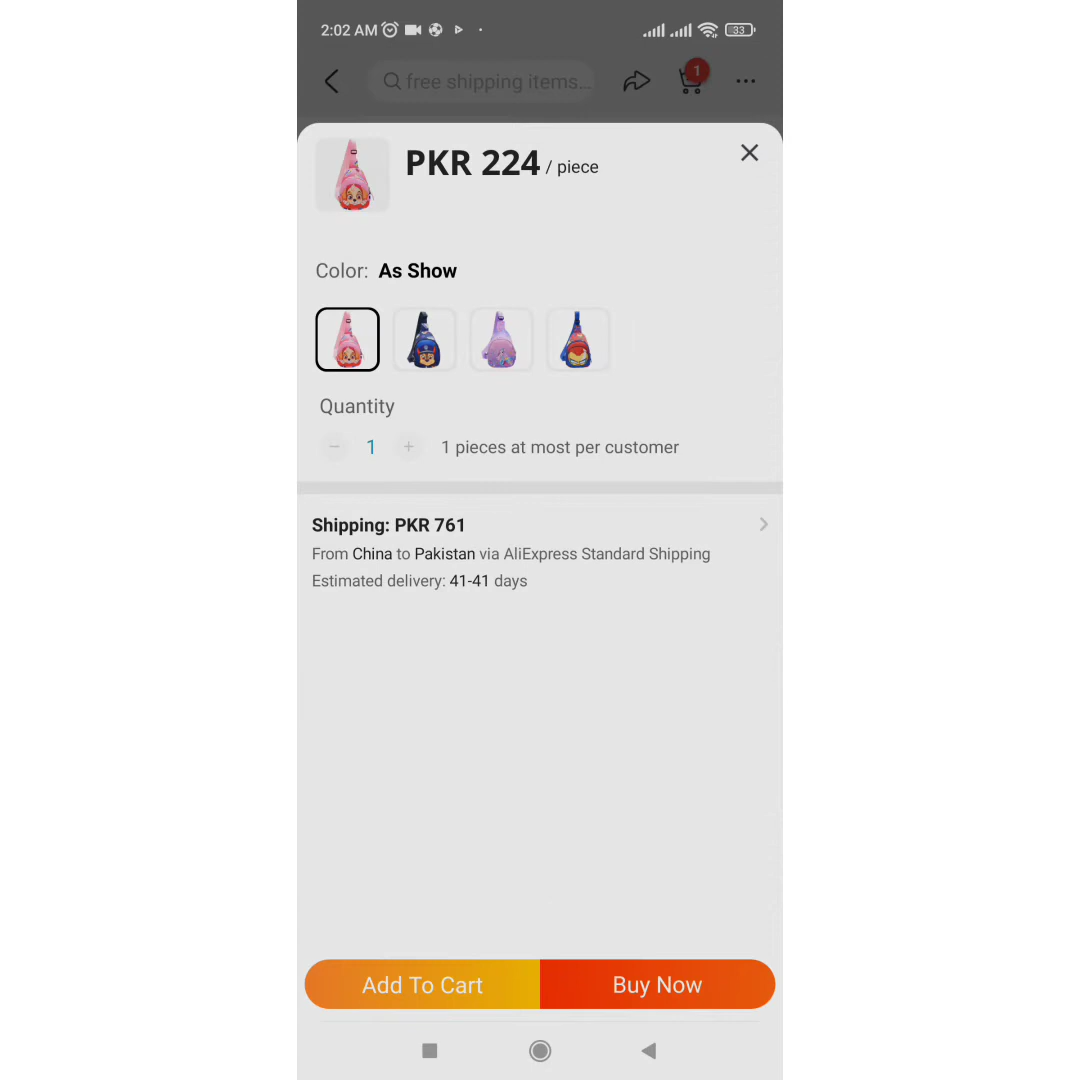 2:02 AM
33
free shipping items...
1
PKR 224 / piece
Color: As Show
Quantity
− 1 + 1 pieces at most per customer
Shipping: PKR 761
From China to Pakistan via AliExpress Standard Shipping
Estimated delivery: 41-41 days
Add To Cart
Buy Now